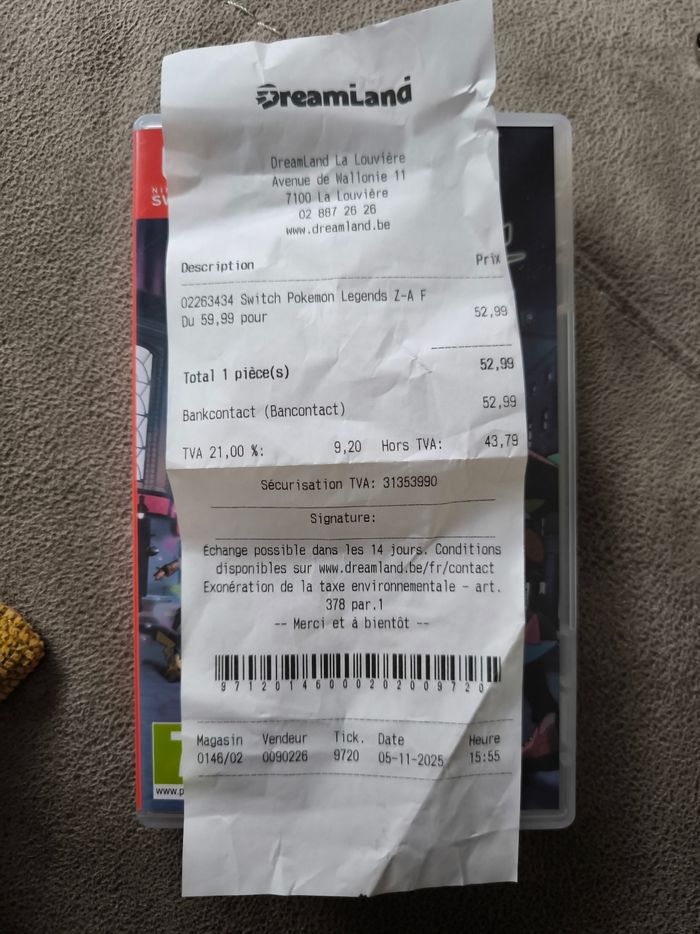 DreamLand
DreamLand La Louvière
Avenue de Wallonie 11
7100 La Louvière
02 887 26 26
www.dreamland.be
Description Prix
02263434 Switch Pokemon Legends Z-A F
Du 59,99 pour 52,99
Total 1 pièce(s) 52,99
Bankcontact (Bancontact) 52,99
TVA 21,00 %: 9,20 Hors TVA: 43,79
Sécurisation TVA: 31353990
Signature:
Échange possible dans les 14 jours. Conditions
disponibles sur www.dreamland.be/fr/contact
Exonération de la taxe environnementale - art.
378 par.1
-- Merci et à bientôt --
97120146000202009720
Magasin Vendeur Tick. Date Heure
0146/02 0090226 9720 05-11-2025 15:55
www.p